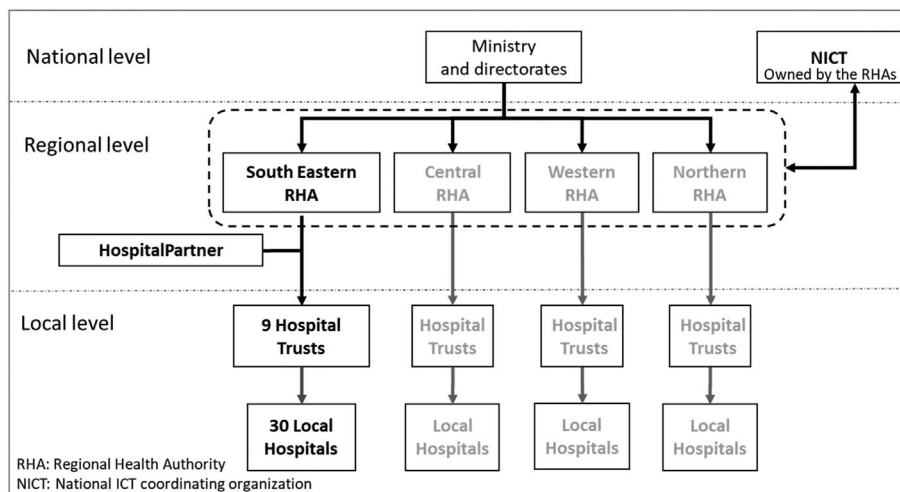 National level
Ministry
and directorates
NICT
Owned by the RHAs
Regional level
South Eastern
RHA
Central
RHA
Western
RHA
Northern
RHA
HospitalPartner
Local level
9 Hospital
Trusts
Hospital
Trusts
Hospital
Trusts
Hospital
Trusts
30 Local
Hospitals
Local
Hospitals
Local
Hospitals
Local
Hospitals
RHA: Regional Health Authority
NICT: National ICT coordinating organization